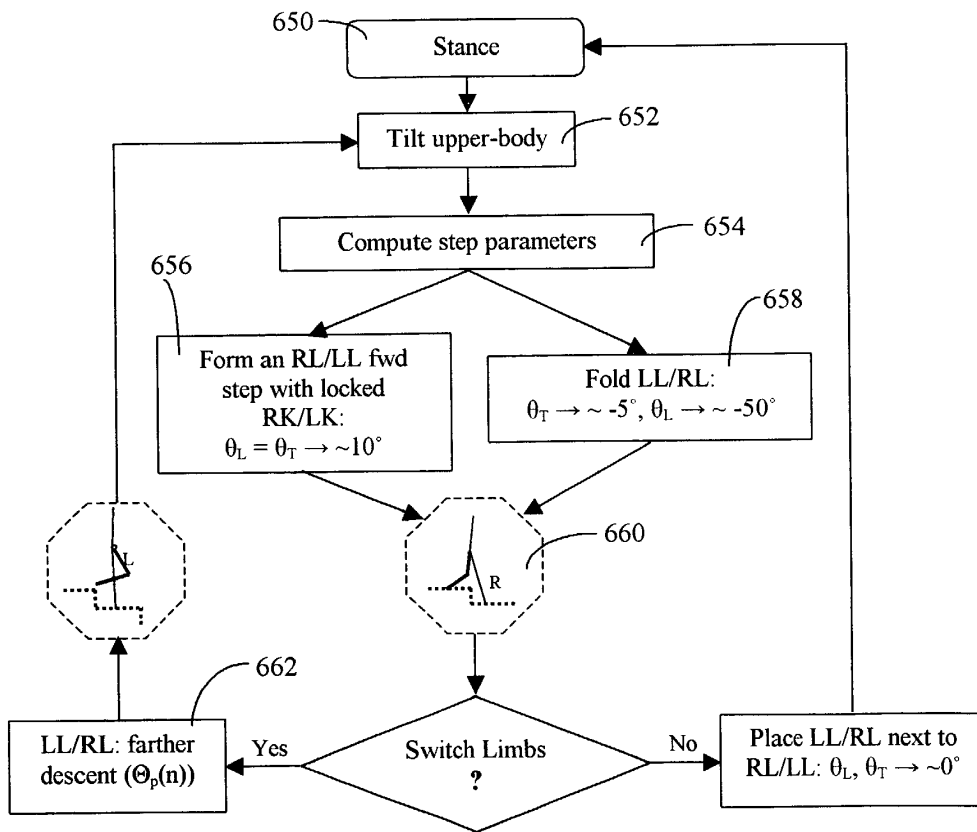 650
Stance
652
Tilt upper-body
654
Compute step parameters
656
658
Form an RL/LL fwd
step with locked
RK/LK:
θL = θT → ~10°
Fold LL/RL:
θT → ~ -5°, θL → ~ -50°
L
660
R
662
LL/RL: farther
descent (Θp(n))
Yes
Switch Limbs
?
No
Place LL/RL next to
RL/LL: θL, θT → ~0°